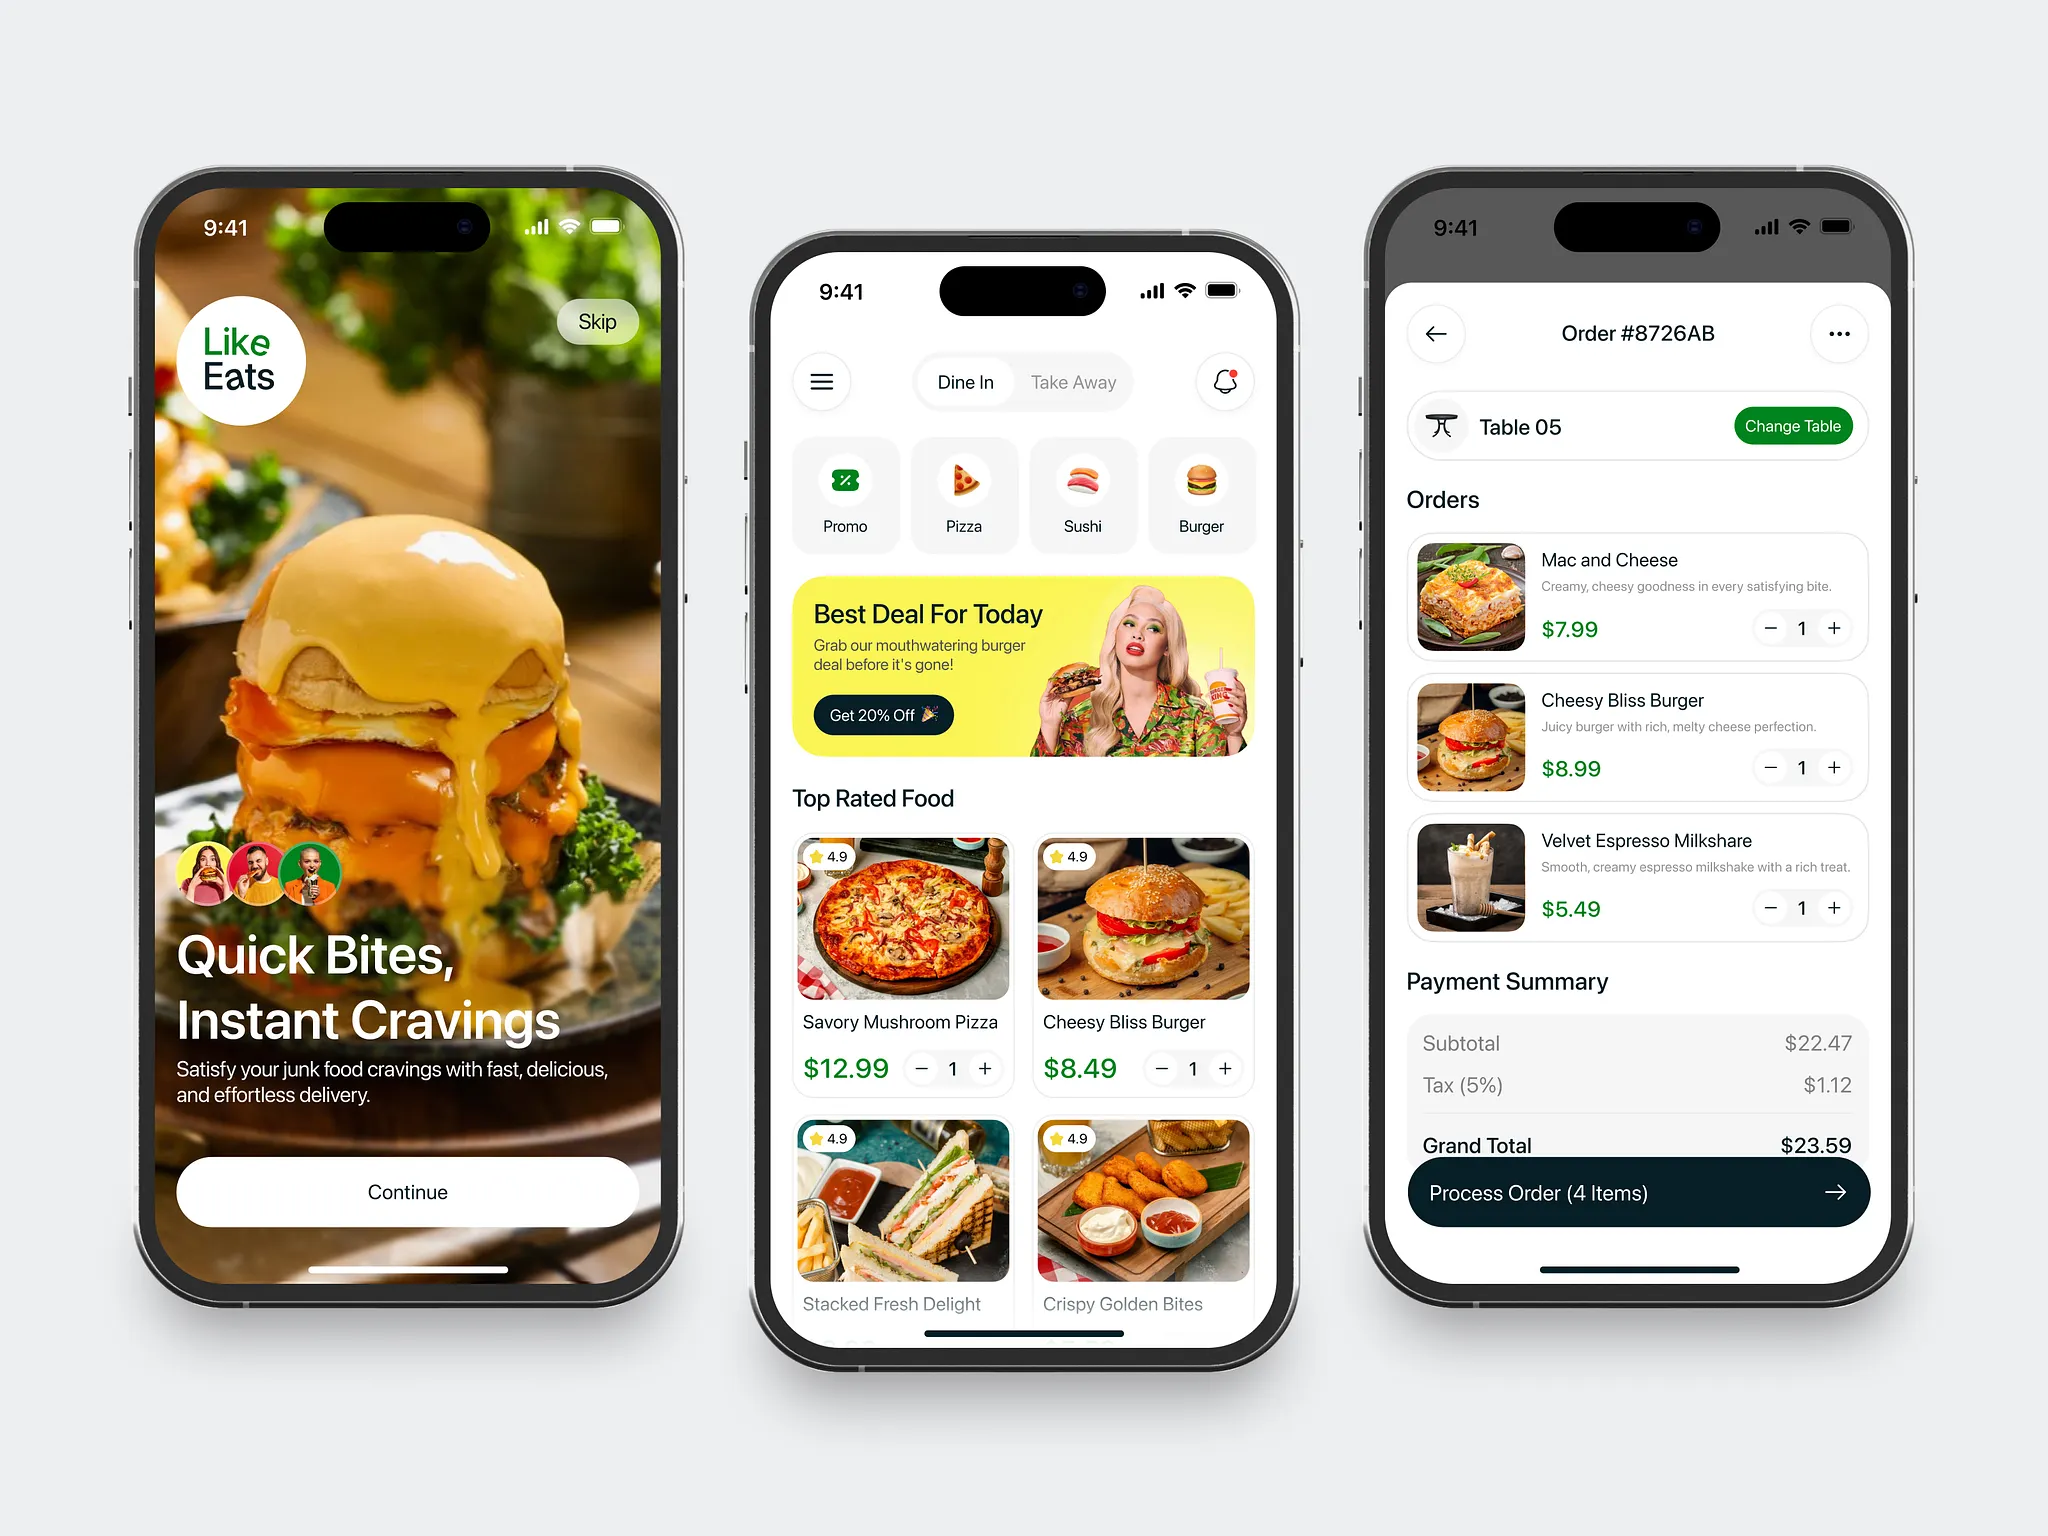 9:41
Like
Eats
Skip
Quick Bites,
Instant Cravings
Satisfy your junk food cravings with fast, delicious,
and effortless delivery.
Continue
9:41
Dine In
Take Away
Promo
Pizza
Sushi
Burger
Best Deal For Today
Grab our mouthwatering burger
deal before it's gone!
Get 20% Off
BURGER
KING
Top Rated Food
4.9
4.9
Savory Mushroom Pizza
Cheesy Bliss Burger
$12.99
− 1 +
$8.49
− 1 +
4.9
4.9
Stacked Fresh Delight
Crispy Golden Bites
9:41
Order #8726AB
Table 05
Change Table
Orders
Mac and Cheese
Creamy, cheesy goodness in every satisfying bite.
$7.99
− 1 +
Cheesy Bliss Burger
Juicy burger with rich, melty cheese perfection.
$8.99
− 1 +
Velvet Espresso Milkshare
Smooth, creamy espresso milkshake with a rich treat.
$5.49
− 1 +
Payment Summary
Subtotal $22.47
Tax (5%) $1.12
Grand Total $23.59
Process Order (4 Items)